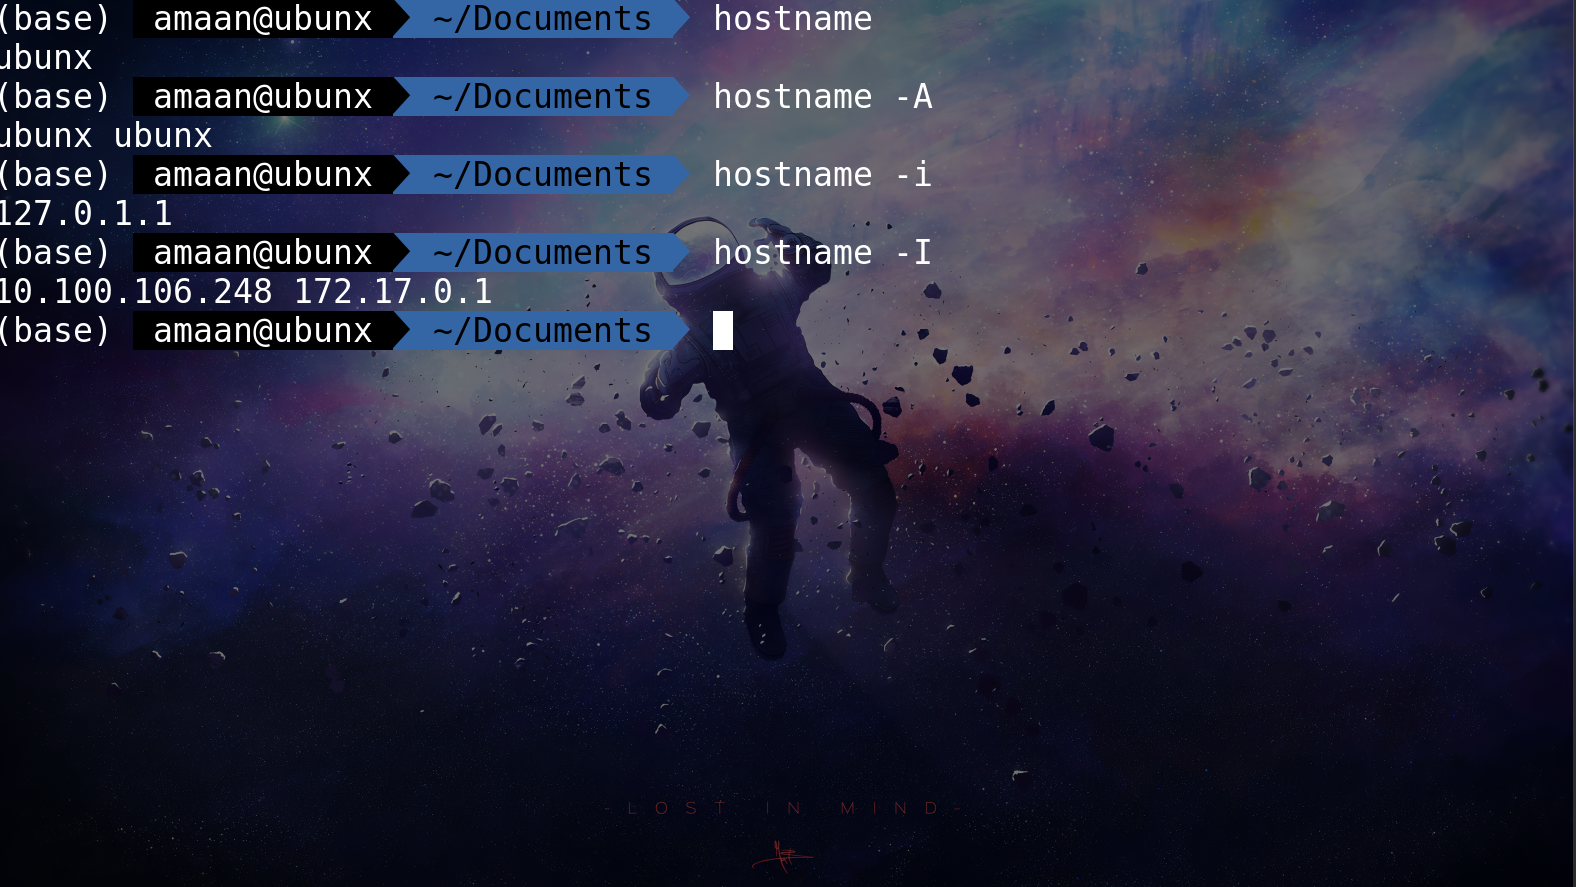 (base) amaan@ubunx ~/Documents hostname
ubunx
(base) amaan@ubunx ~/Documents hostname -A
ubunx ubunx
(base) amaan@ubunx ~/Documents hostname -i
127.0.1.1
(base) amaan@ubunx ~/Documents hostname -I
10.100.106.248 172.17.0.1
(base) amaan@ubunx ~/Documents
-LOST IN MIND-